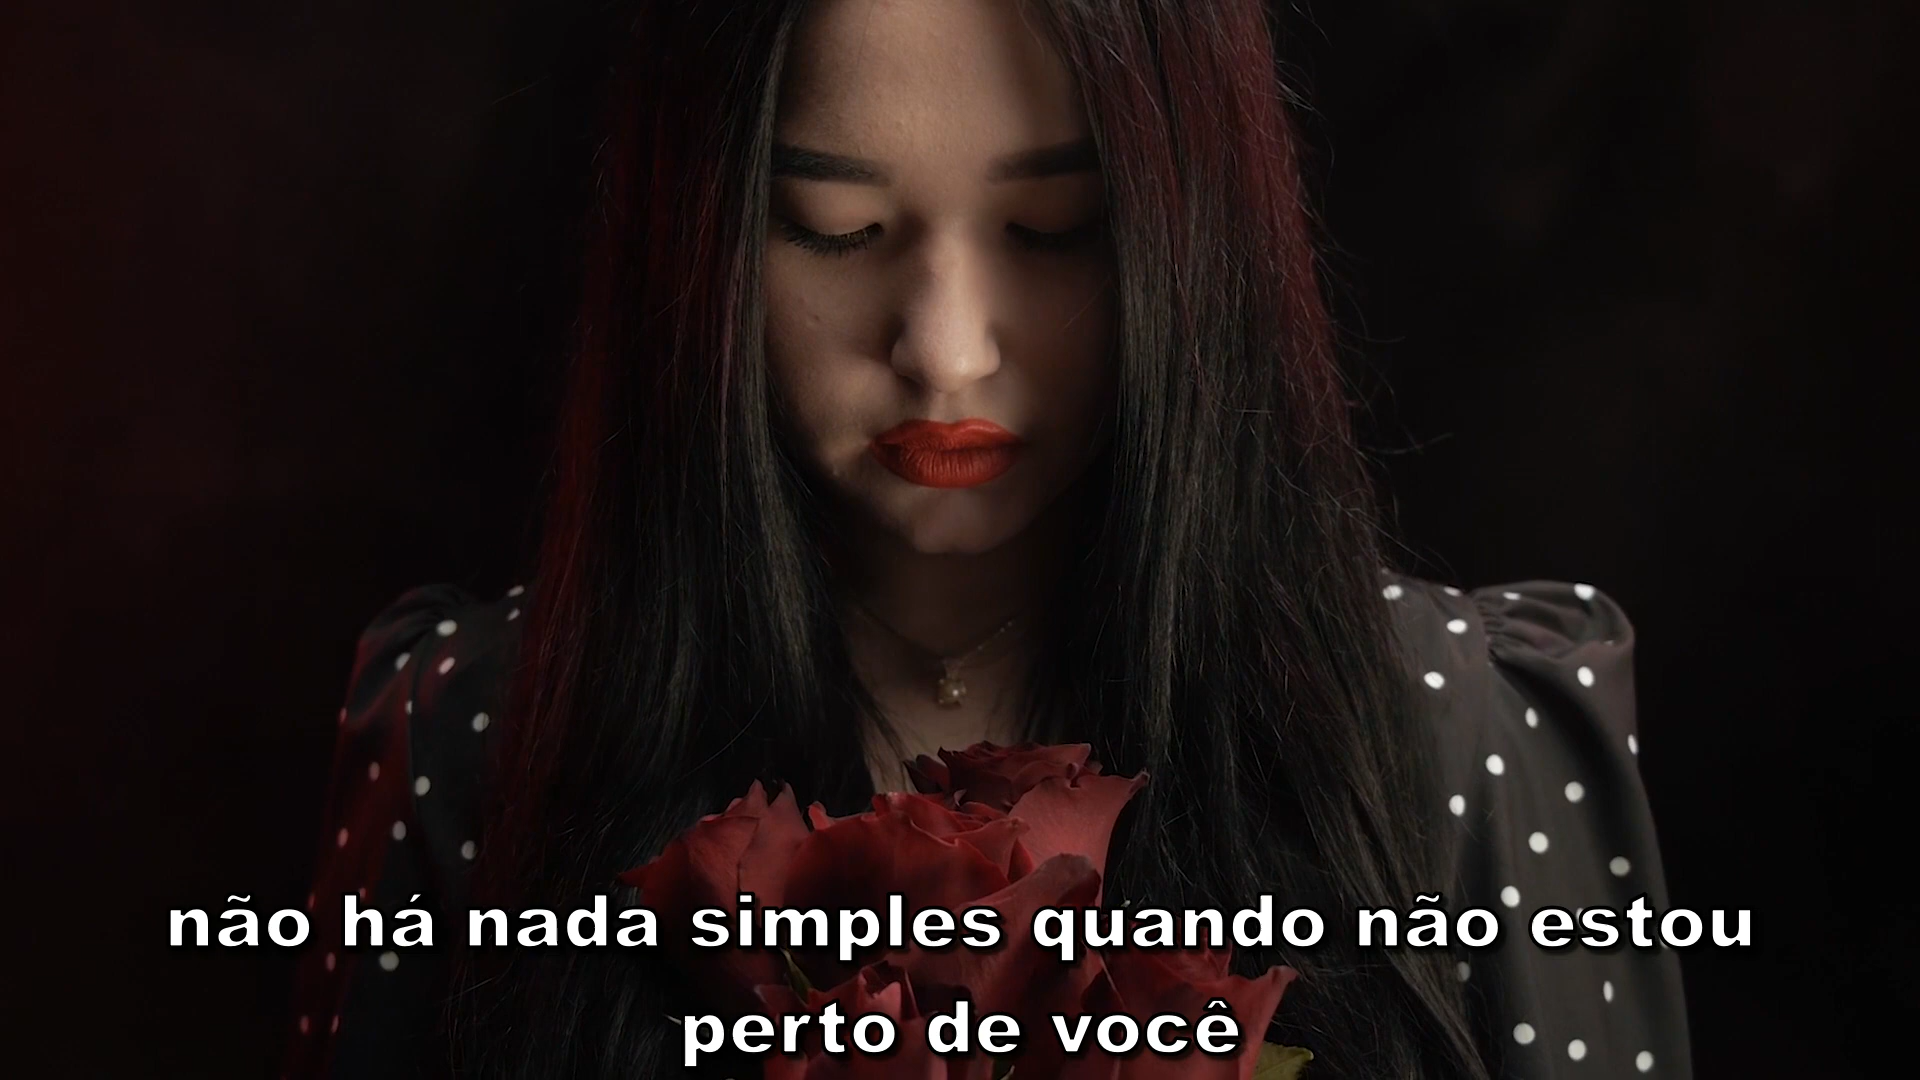 não há nada simples quando não estou
perto de você